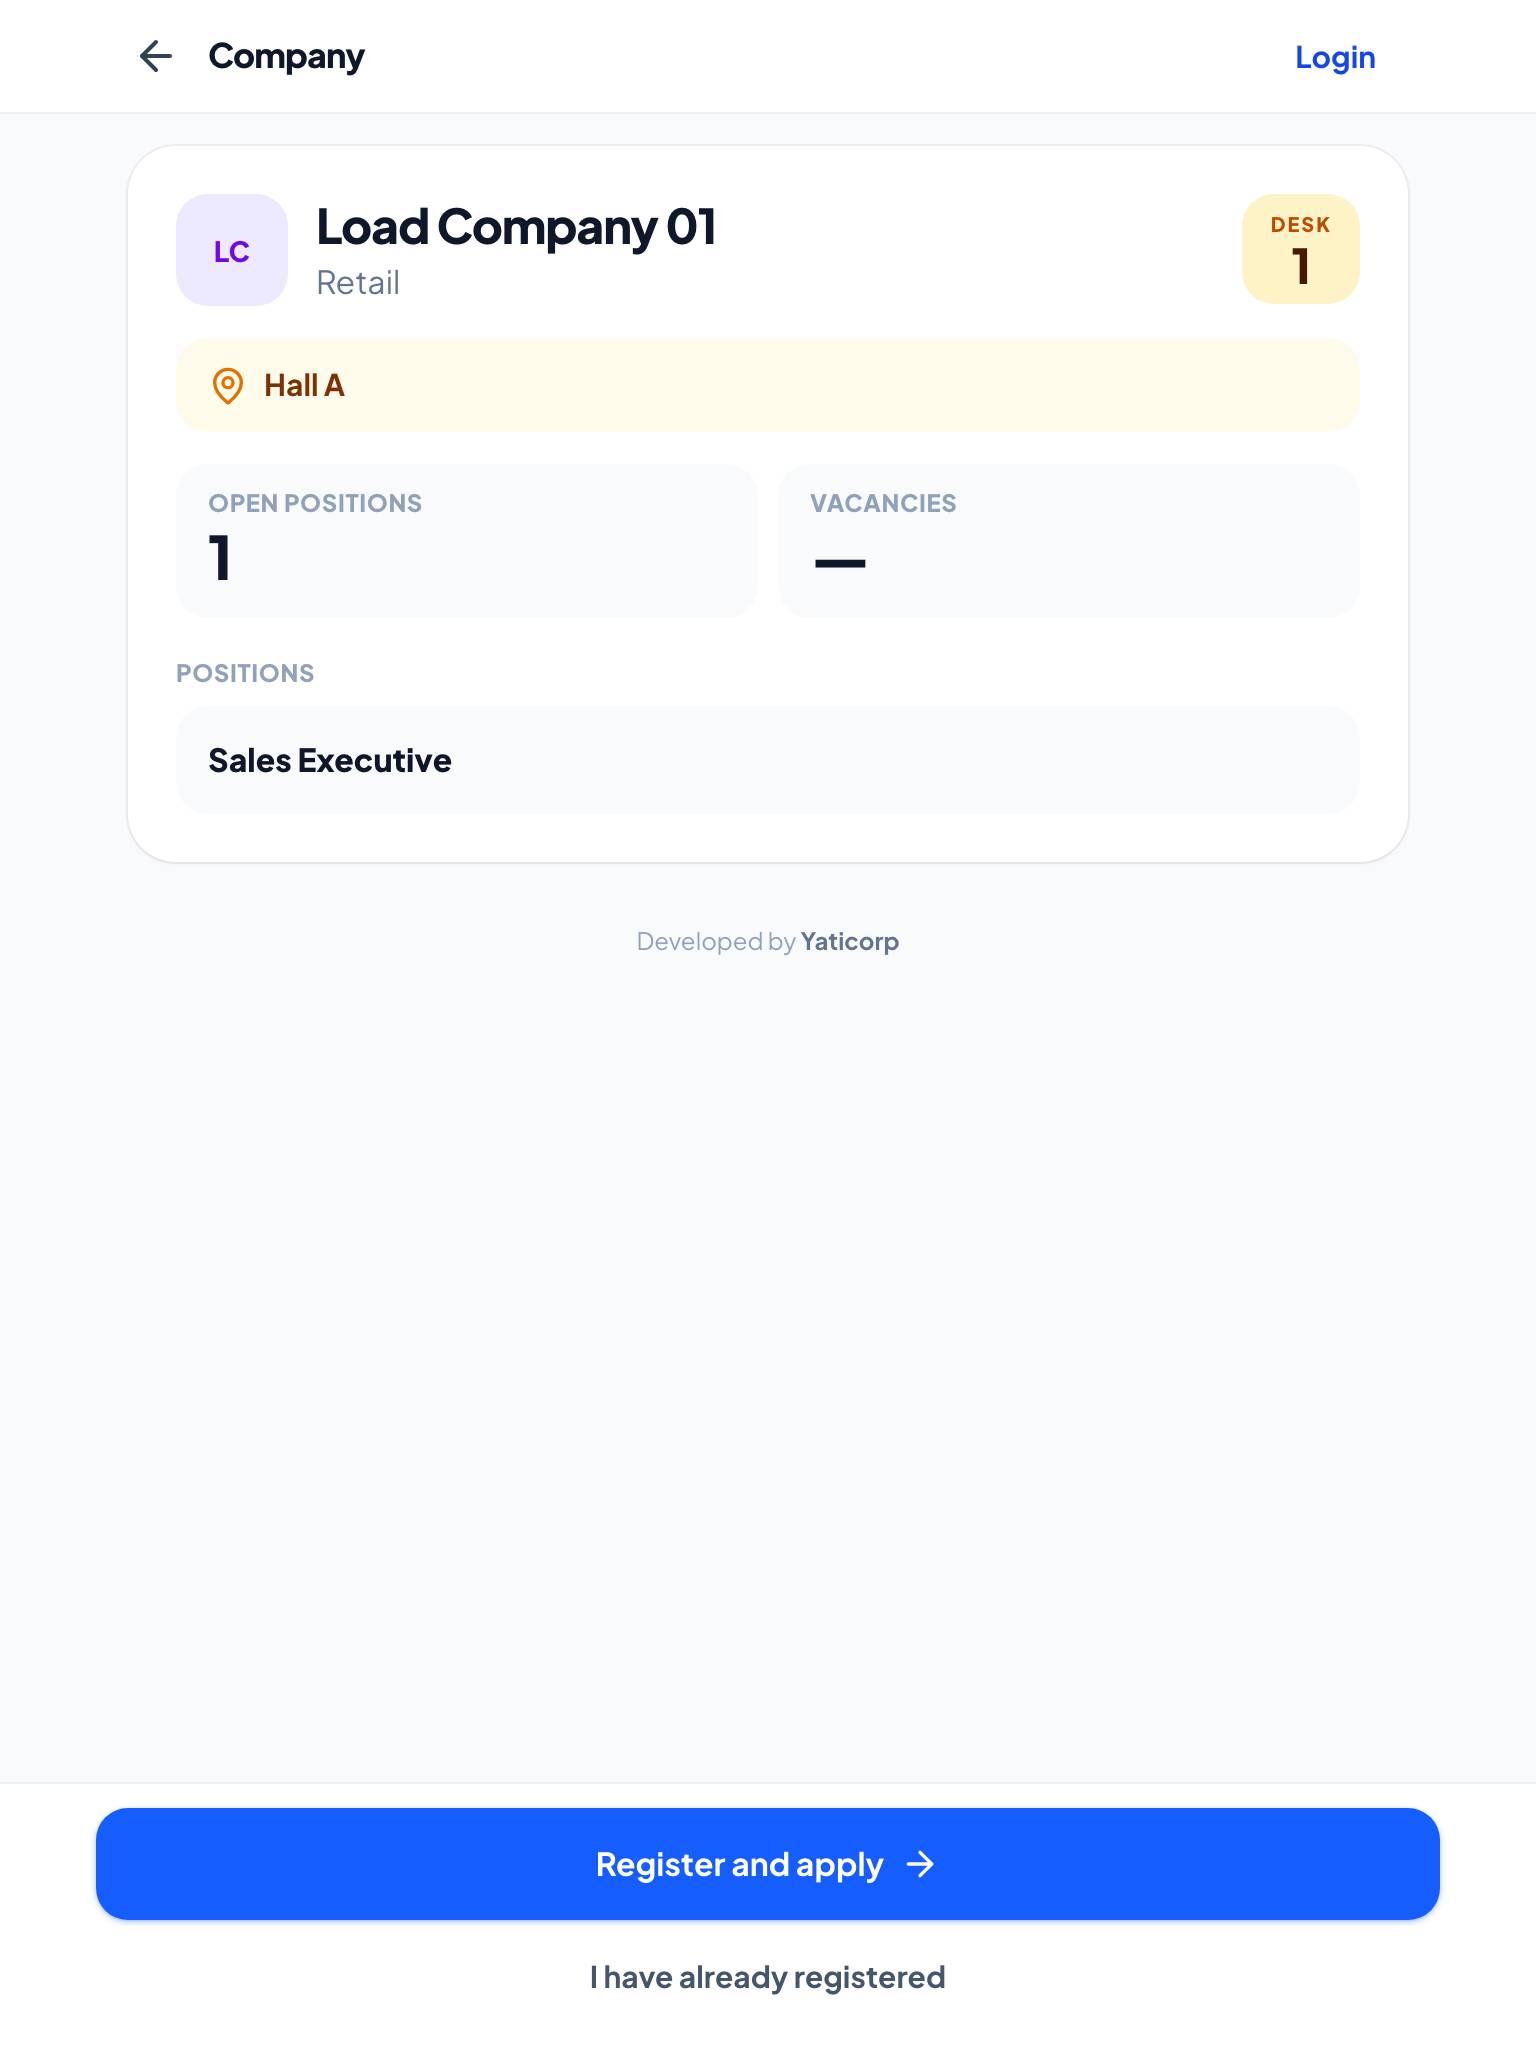 Company
Login
LC
Load Company 01
Retail
DESK
1
Hall A
OPEN POSITIONS
1
VACANCIES
—
POSITIONS
Sales Executive
Developed by Yaticorp
Register and apply
I have already registered